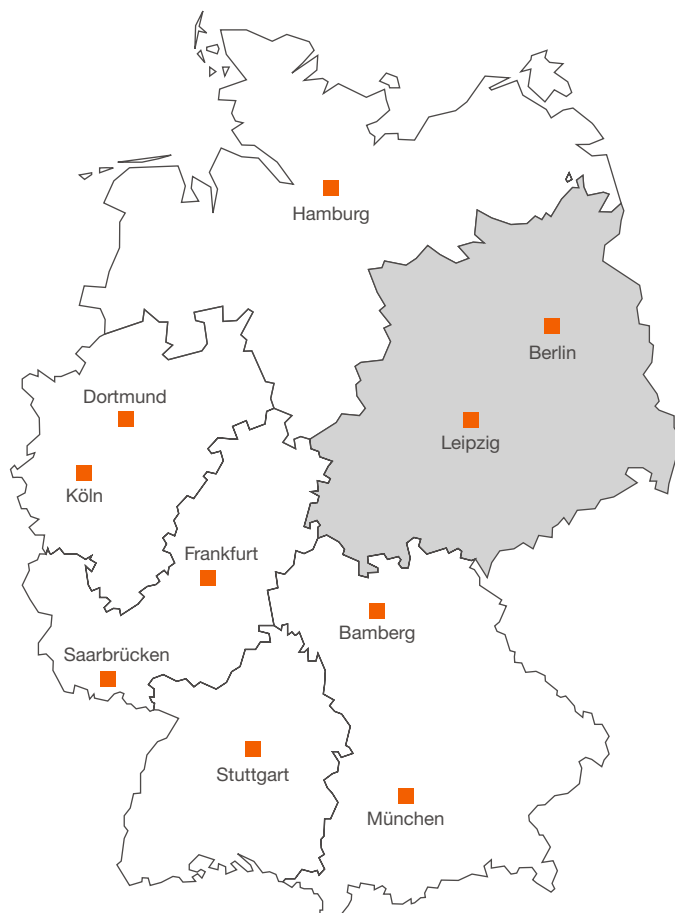 Hamburg
Berlin
Dortmund
Leipzig
Köln
Frankfurt
Bamberg
Saarbrücken
Stuttgart
München